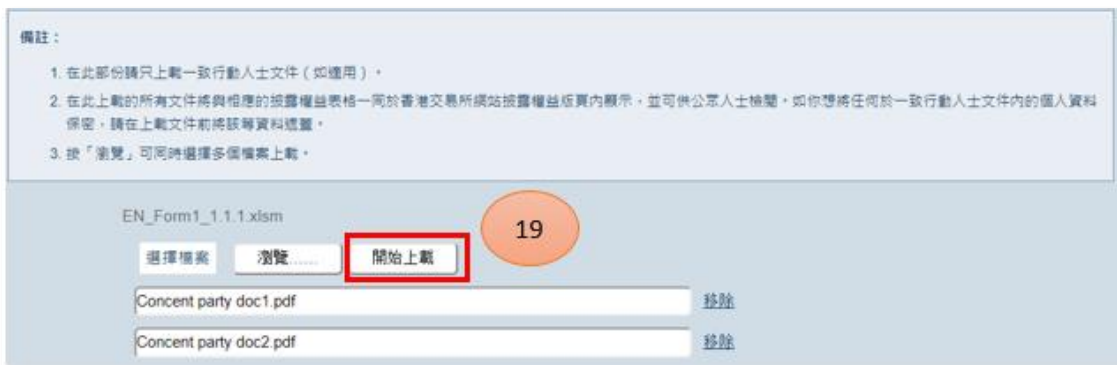 備註：
1. 在此部份請只上載一致行動人士文件（如適用）。
2. 在此上載的所有文件將與相應的披露權益表格一同於香港交易所網站披露權益版頁內顯示，並可供公眾人士檢閱。如你想將任何於一致行動人士文件內的個人資料
保密，請在上載文件前將該等資料遮蓋。
3. 按「瀏覽」可同時選擇多個檔案上載。
EN_Form1_1.1.1.xlsm
19
選擇檔案 瀏覽...... 開始上載
Concent party doc1.pdf 移除
Concent party doc2.pdf 移除